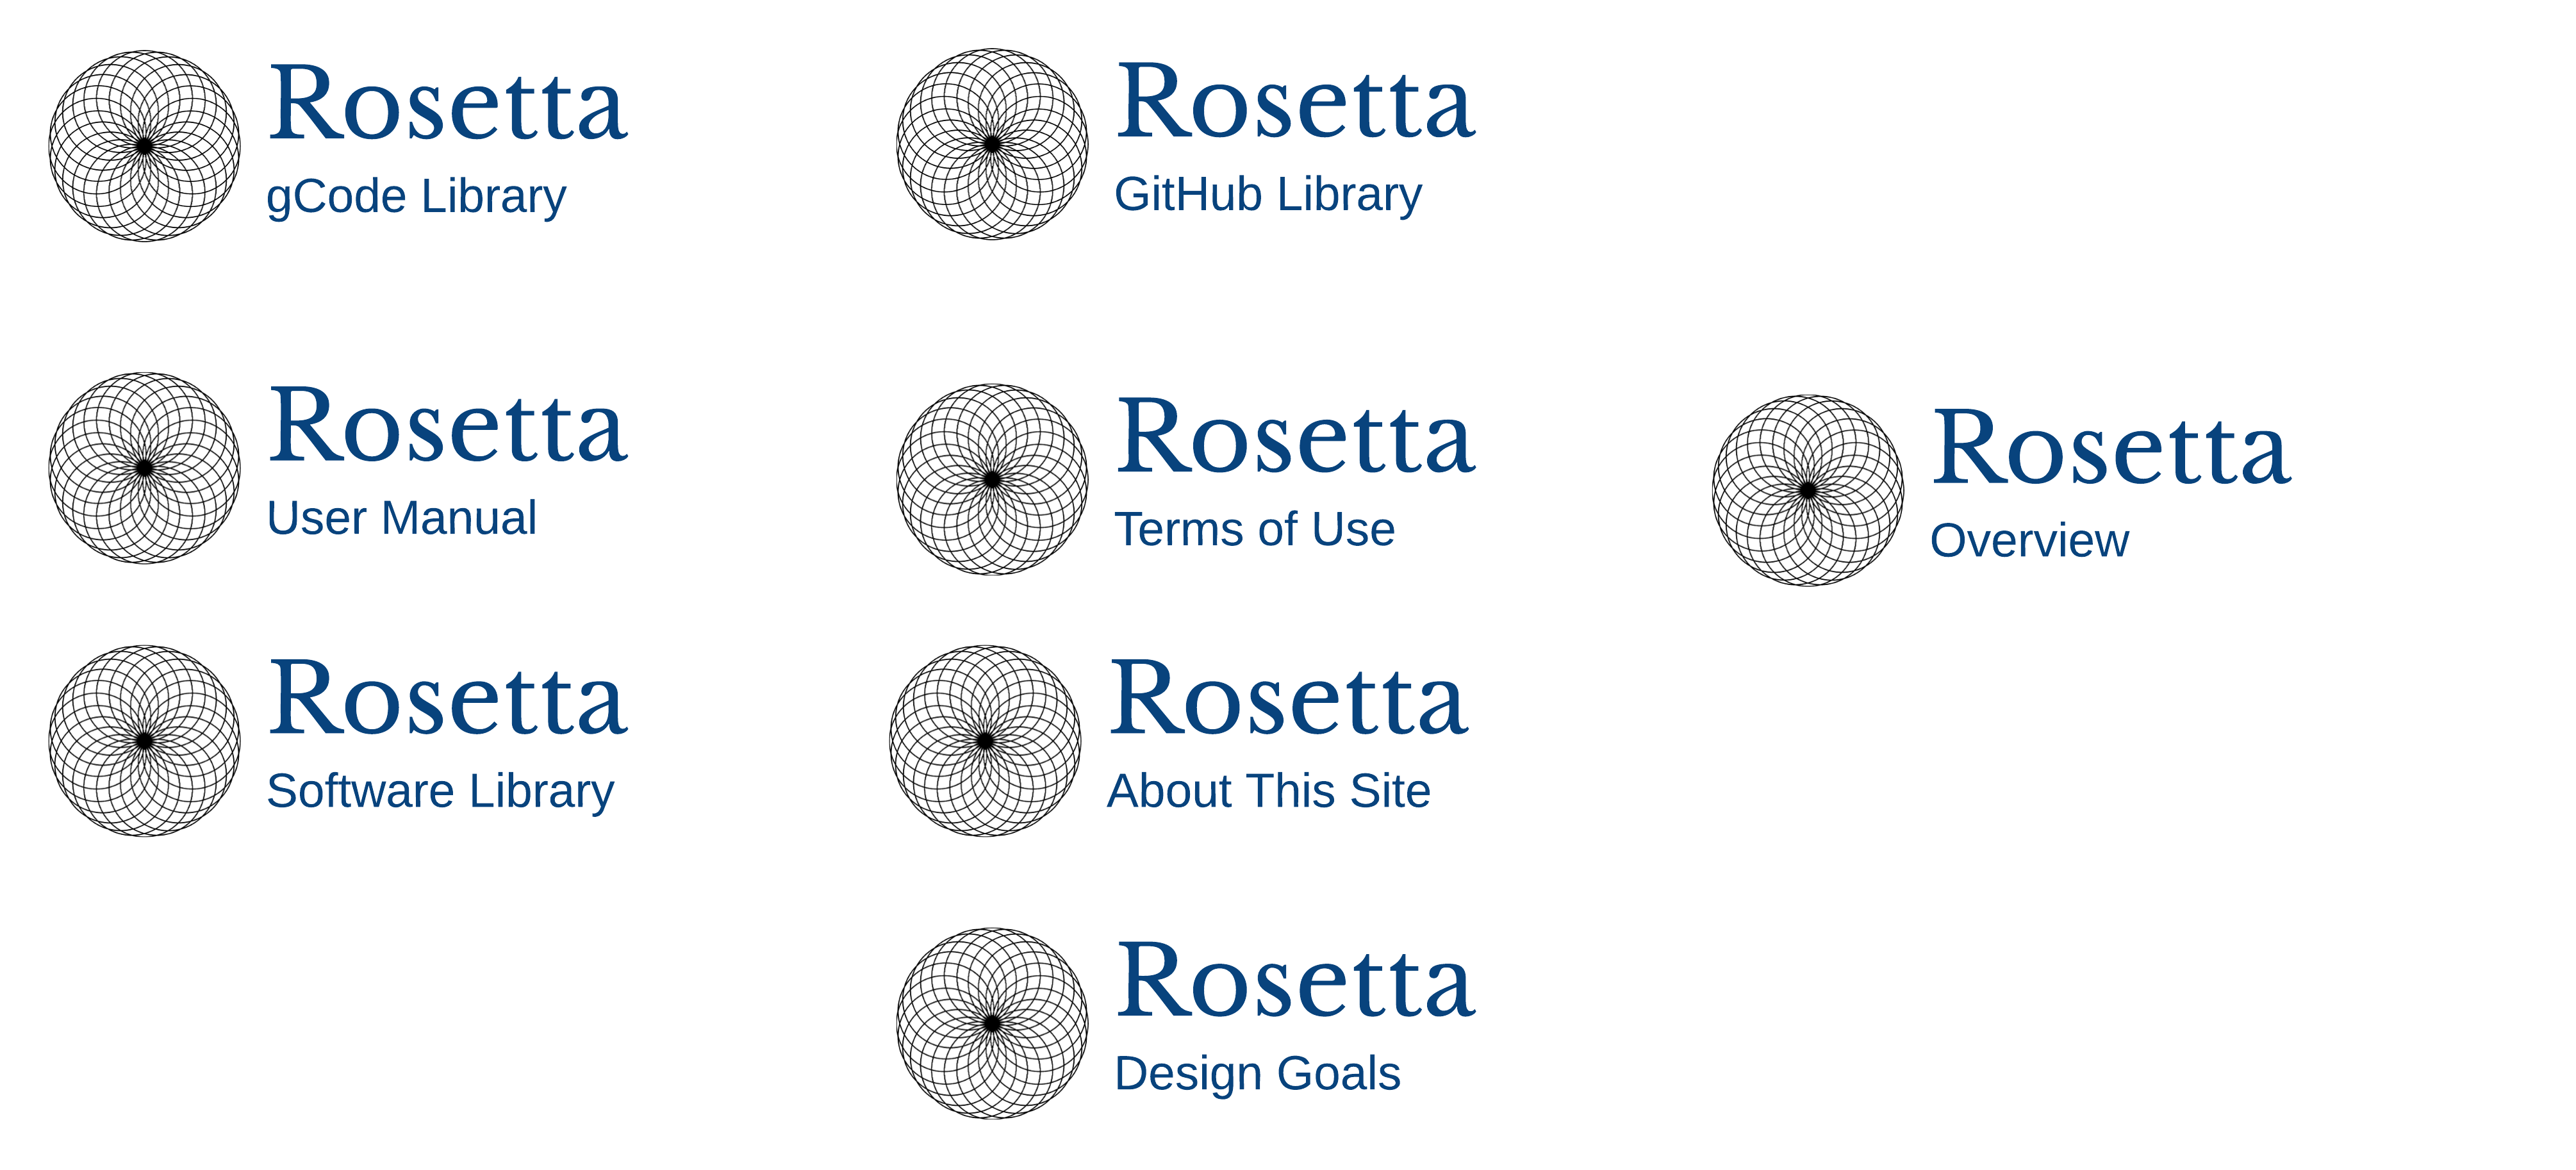 Rosetta
gCode Library
Rosetta
GitHub Library
Rosetta
User Manual
Rosetta
Terms of Use
Rosetta
Overview
Rosetta
Software Library
Rosetta
About This Site
Rosetta
Design Goals